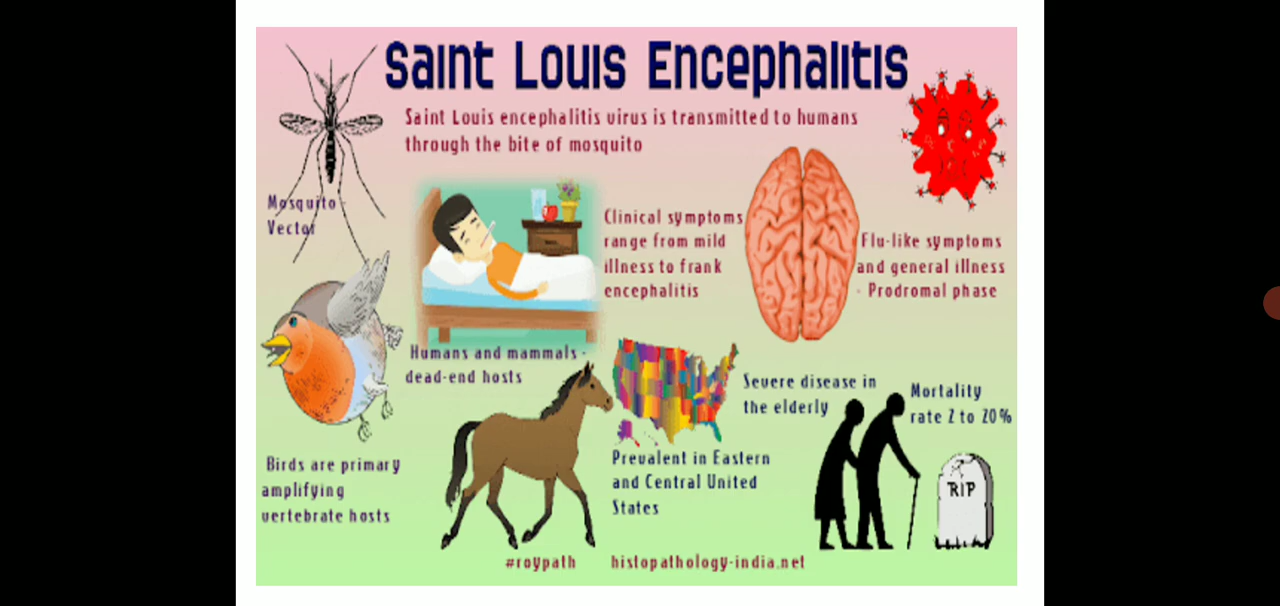 Saint Louis Encephalitis
Saint Louis encephalitis virus is transmitted to humans
through the bite of mosquito
Mosquito
Vector
Clinical symptoms
range from mild
illness to frank
encephalitis
Flu-like symptoms
and general illness
- Prodromal phase
Humans and mammals -
dead-end hosts
Severe disease in
the elderly
Mortality
rate 2 to 20%
Birds are primary
amplifying
vertebrate hosts
Prevalent in Eastern
and Central United
States
RIP
#roypath histopathology-india.net